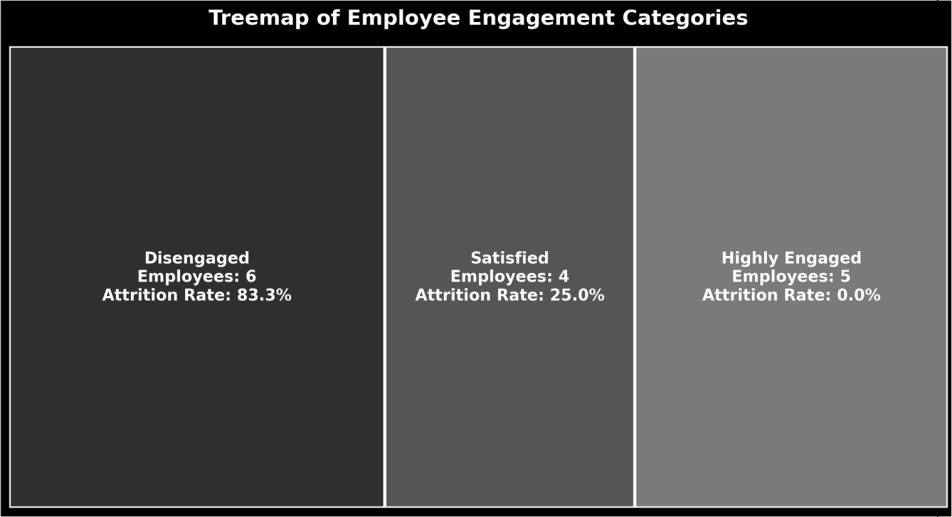 Treemap of Employee Engagement Categories
Disengaged
Employees: 6
Attrition Rate: 83.3%
Satisfied
Employees: 4
Attrition Rate: 25.0%
Highly Engaged
Employees: 5
Attrition Rate: 0.0%